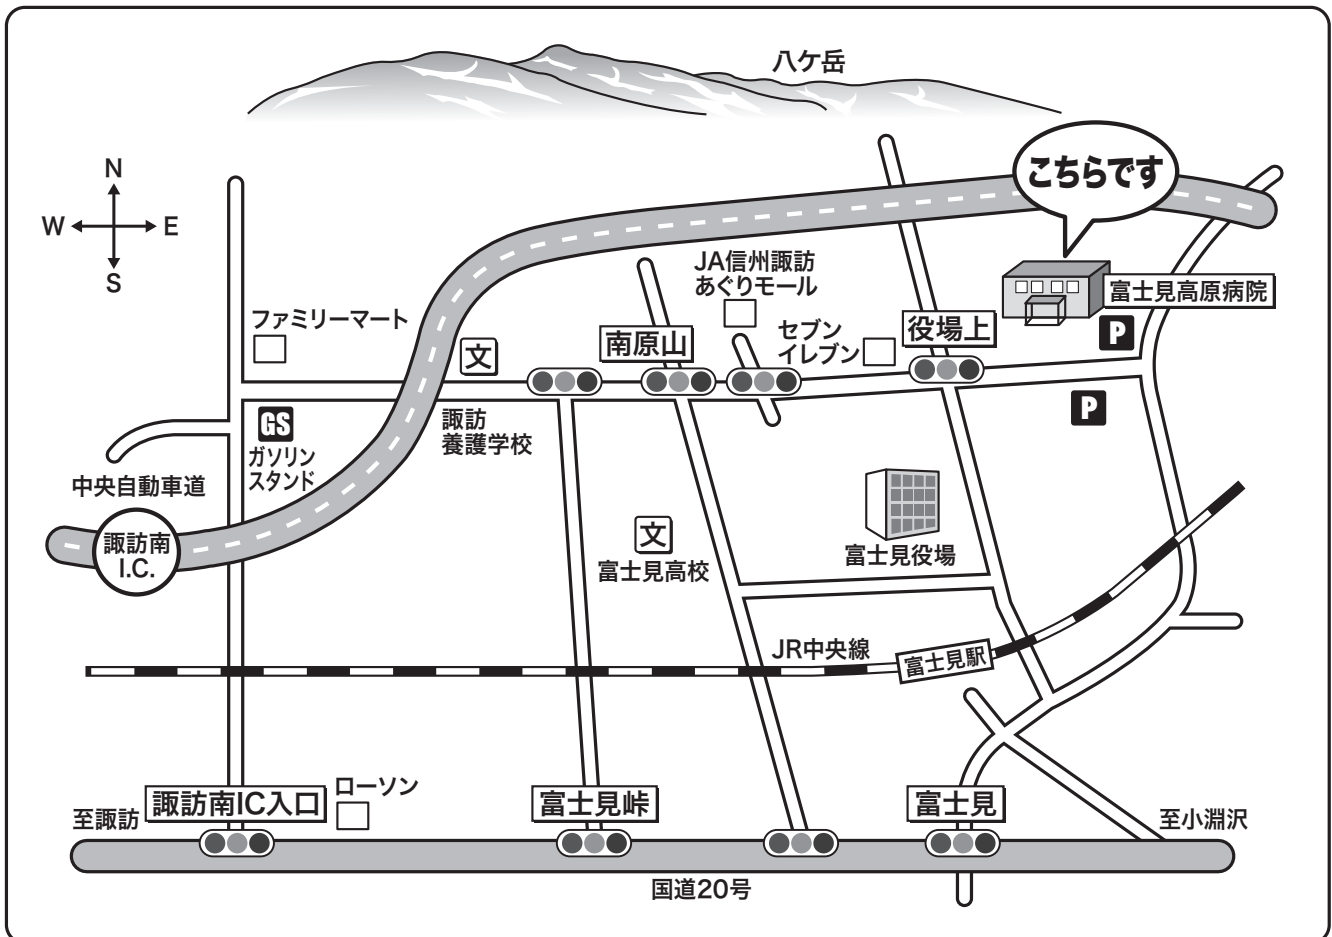 八ケ岳
こちらです
N
W
E
S
JA信州諏訪
あぐりモール
富士見高原病院
ファミリーマート
文
南原山
セブン
イレブン
役場上
P
P
GS
ガソリン
スタンド
諏訪
養護学校
中央自動車道
諏訪南
I.C.
文
富士見高校
富士見役場
JR中央線
富士見駅
至諏訪
諏訪南IC入口
ローソン
富士見峠
富士見
至小淵沢
国道20号